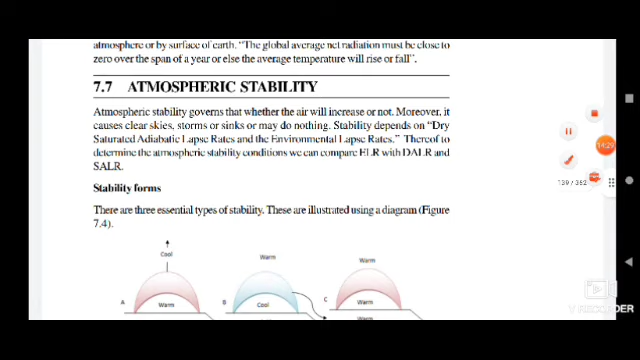 atmosphere or by surface of earth. "The global average net radiation must be close to
zero over the span of a year or else the average temperature will rise or fall".
7.7 ATMOSPHERIC STABILITY
Atmospheric stability governs that whether the air will increase or not. Moreover, it
causes clear skies, storms or sinks or may do nothing. Stability depends on "Dry
Saturated Adiabatic Lapse Rates and the Environmental Lapse Rates." Thereof to
determine the atmospheric stability conditions we can compare ELR with DALR and
SALR.
Stability forms
There are three essential types of stability. These are illustrated using a diagram (Figure
7.4).
Cool
Warm
Warm
A
Warm
B
Cool
C
Warm
Warm
14:29
139 / 362
V RECORDER